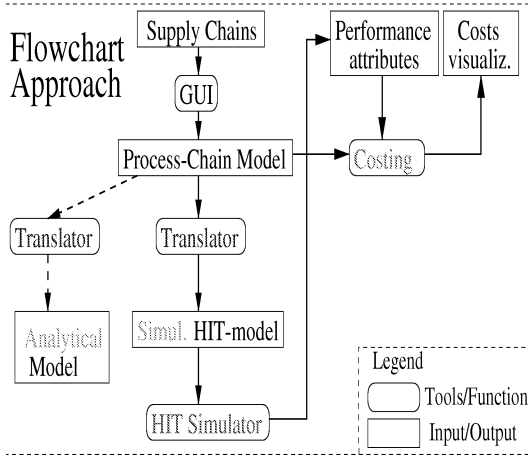 Flowchart
Approach
Supply Chains
Performance
attributes
Costs
visualiz.
GUI
Process-Chain Model
Costing
Translator
Translator
Analytical
Model
Simul. HIT-model
HIT Simulator
Legend
Tools/Function
Input/Output